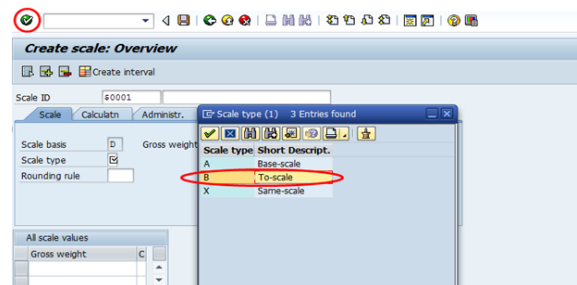 Create scale: Overview
Create interval
Scale ID $0001
Scale Calculatn Administr.
Scale basis D Gross weight
Scale type
Rounding rule
All scale values
Gross weight C
Scale type (1) 3 Entries found
Scale type Short Descript.
A Base-scale
B To-scale
X Same-scale